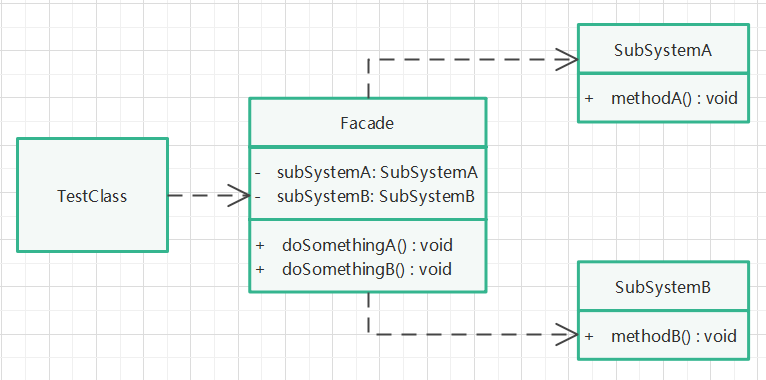 SubSystemA
+ methodA() : void
Facade
- subSystemA: SubSystemA
- subSystemB: SubSystemB
+ doSomethingA() : void
+ doSomethingB() : void
TestClass
SubSystemB
+ methodB() : void